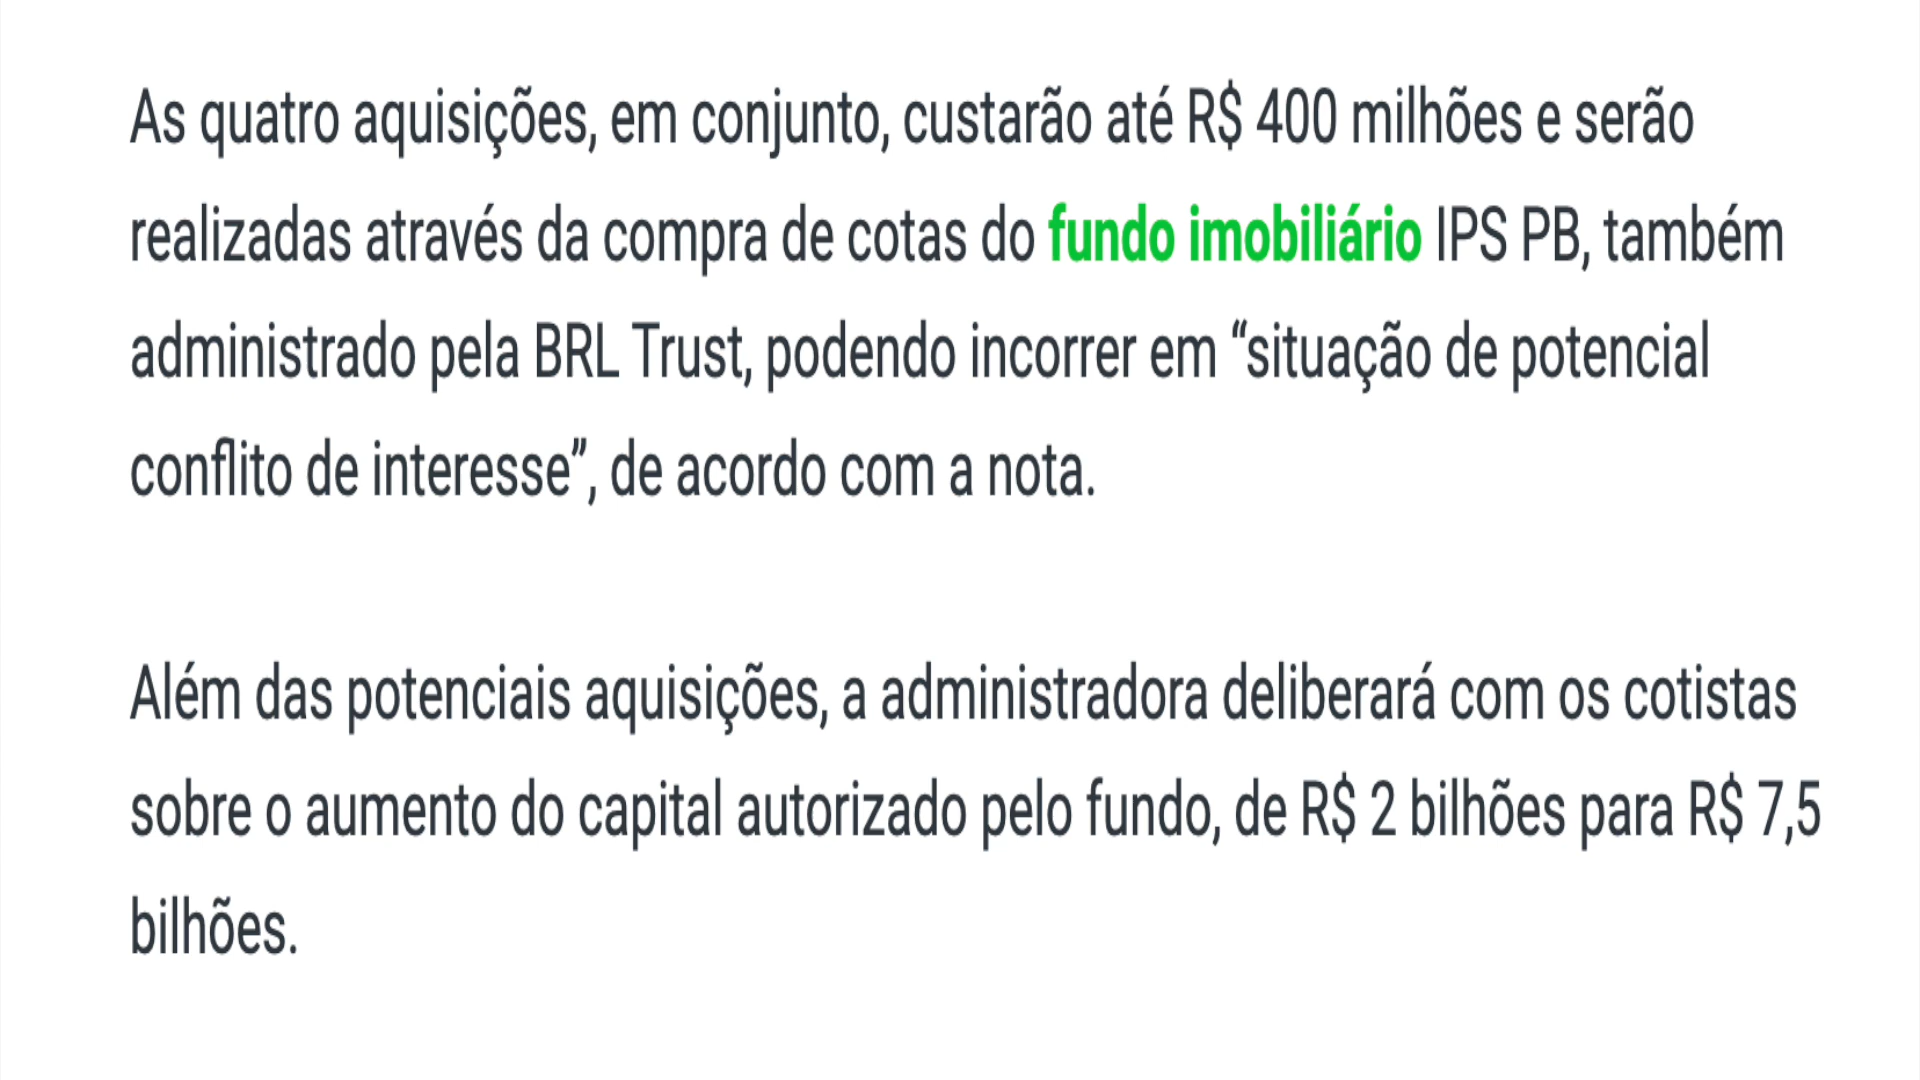 As quatro aquisições, em conjunto, custarão até R$ 400 milhões e serão
realizadas através da compra de cotas do fundo imobiliário IPS PB, também
administrado pela BRL Trust, podendo incorrer em “situação de potencial
conflito de interesse”, de acordo com a nota.
Além das potenciais aquisições, a administradora deliberará com os cotistas
sobre o aumento do capital autorizado pelo fundo, de R$ 2 bilhões para R$ 7,5
bilhões.